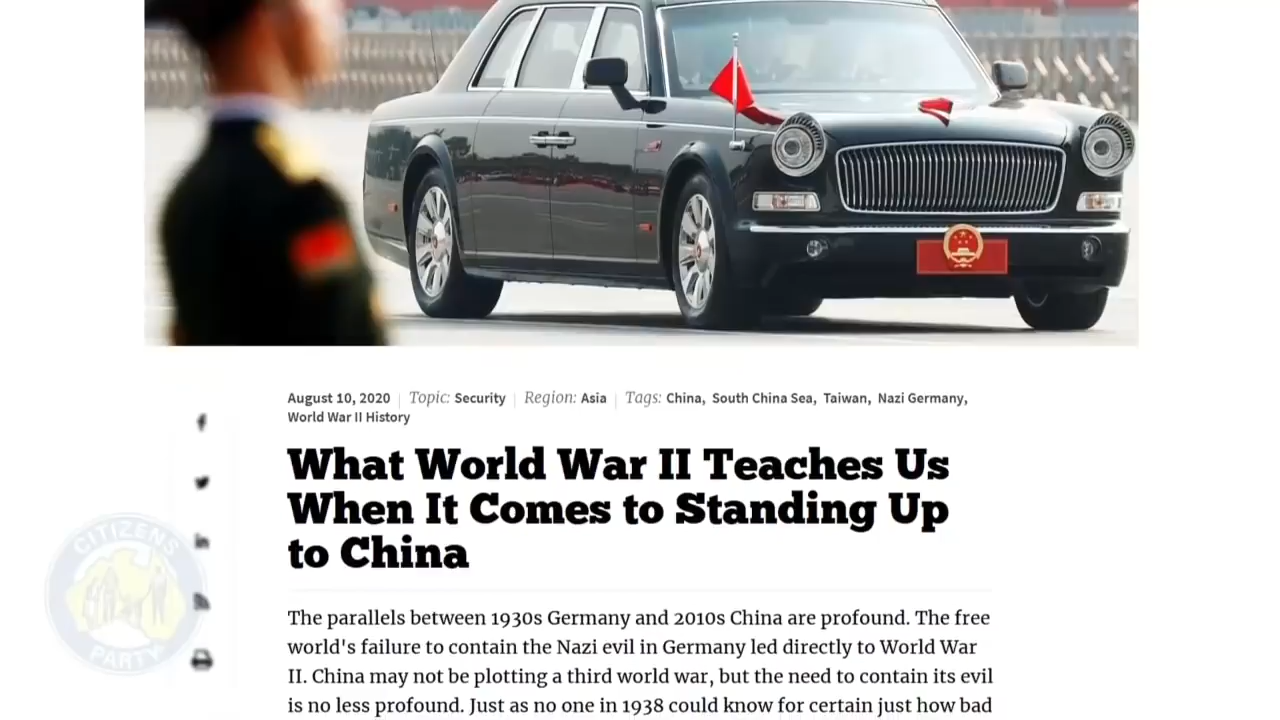 August 10, 2020 | Topic: Security | Region: Asia | Tags: China, South China Sea, Taiwan, Nazi Germany,
World War II History
What World War II Teaches Us
When It Comes to Standing Up
to China
The parallels between 1930s Germany and 2010s China are profound. The free
world's failure to contain the Nazi evil in Germany led directly to World War
II. China may not be plotting a third world war, but the need to contain its evil
is no less profound. Just as no one in 1938 could know for certain just how bad
CITIZENS
PARTY